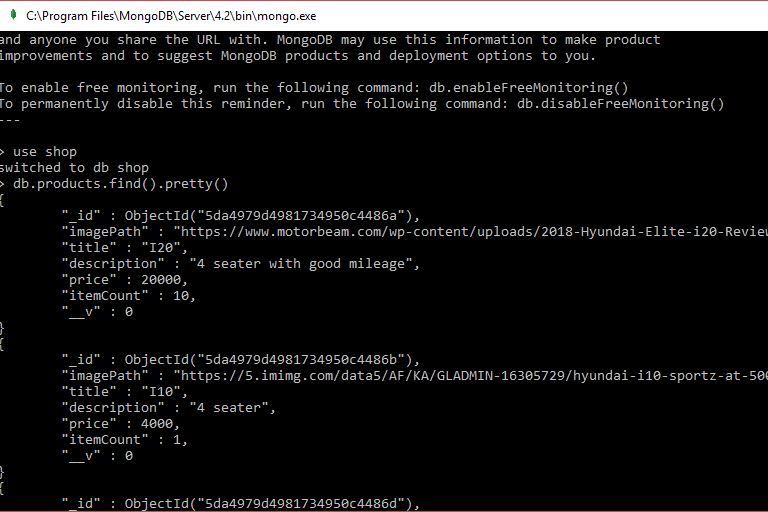 C:\Program Files\MongoDB\Server\4.2\bin\mongo.exe
and anyone you share the URL with. MongoDB may use this information to make product
improvements and to suggest MongoDB products and deployment options to you.
To enable free monitoring, run the following command: db.enableFreeMonitoring()
To permanently disable this reminder, run the following command: db.disableFreeMonitoring()
---
> use shop
switched to db shop
> db.products.find().pretty()
{
"_id" : ObjectId("5da4979d4981734950c4486a"),
"imagePath" : "https://www.motorbeam.com/wp-content/uploads/2018-Hyundai-Elite-i20-Review
"title" : "I20",
"description" : "4 seater with good mileage",
"price" : 20000,
"itemCount" : 10,
"__v" : 0
}
{
"_id" : ObjectId("5da4979d4981734950c4486b"),
"imagePath" : "https://5.imimg.com/data5/AF/KA/GLADMIN-16305729/hyundai-i10-sportz-at-500
"title" : "I10",
"description" : "4 seater",
"price" : 4000,
"itemCount" : 1,
"__v" : 0
}
{
"_id" : ObjectId("5da4979d4981734950c4486d"),